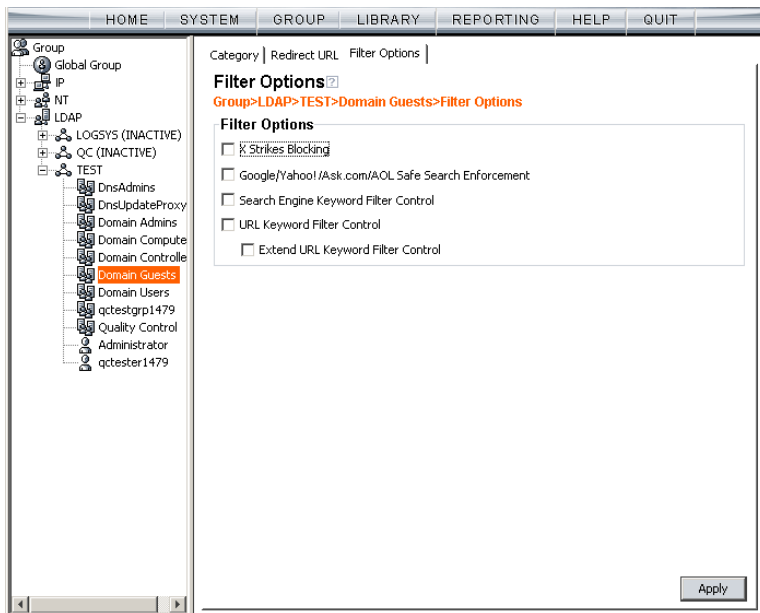 HOME SYSTEM GROUP LIBRARY REPORTING HELP QUIT
Group
Global Group
IP
NT
LDAP
LOGSYS (INACTIVE)
QC (INACTIVE)
TEST
DnsAdmins
DnsUpdateProxy
Domain Admins
Domain Compute
Domain Controlle
Domain Guests
Domain Users
qctestgrp1479
Quality Control
Administrator
qctester1479
Category Redirect URL Filter Options
Filter Options ?
Group>LDAP>TEST>Domain Guests>Filter Options
Filter Options
X Strikes Blocking
Google/Yahoo!/Ask.com/AOL Safe Search Enforcement
Search Engine Keyword Filter Control
URL Keyword Filter Control
Extend URL Keyword Filter Control
Apply